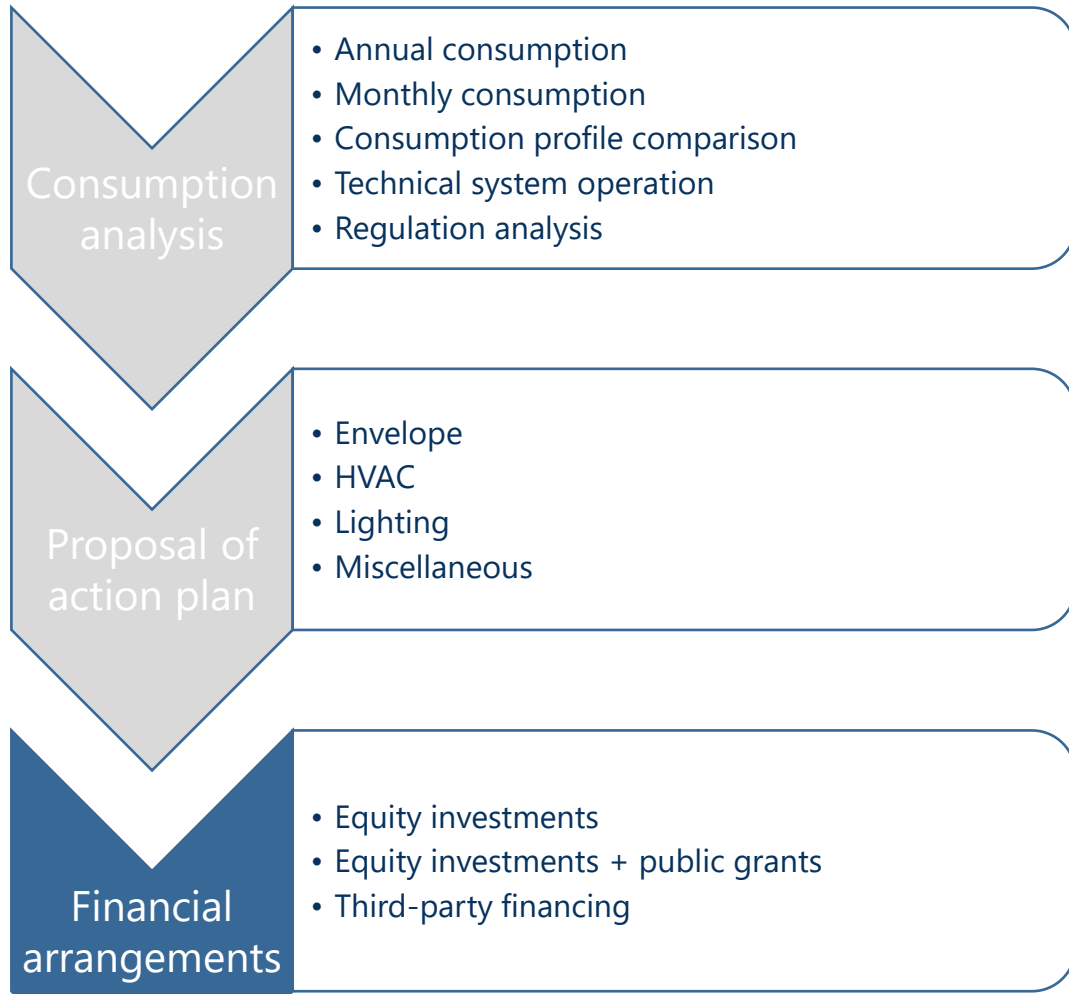 Consumption
analysis
• Annual consumption
• Monthly consumption
• Consumption profile comparison
• Technical system operation
• Regulation analysis
Proposal of
action plan
• Envelope
• HVAC
• Lighting
• Miscellaneous
Financial
arrangements
• Equity investments
• Equity investments + public grants
• Third-party financing